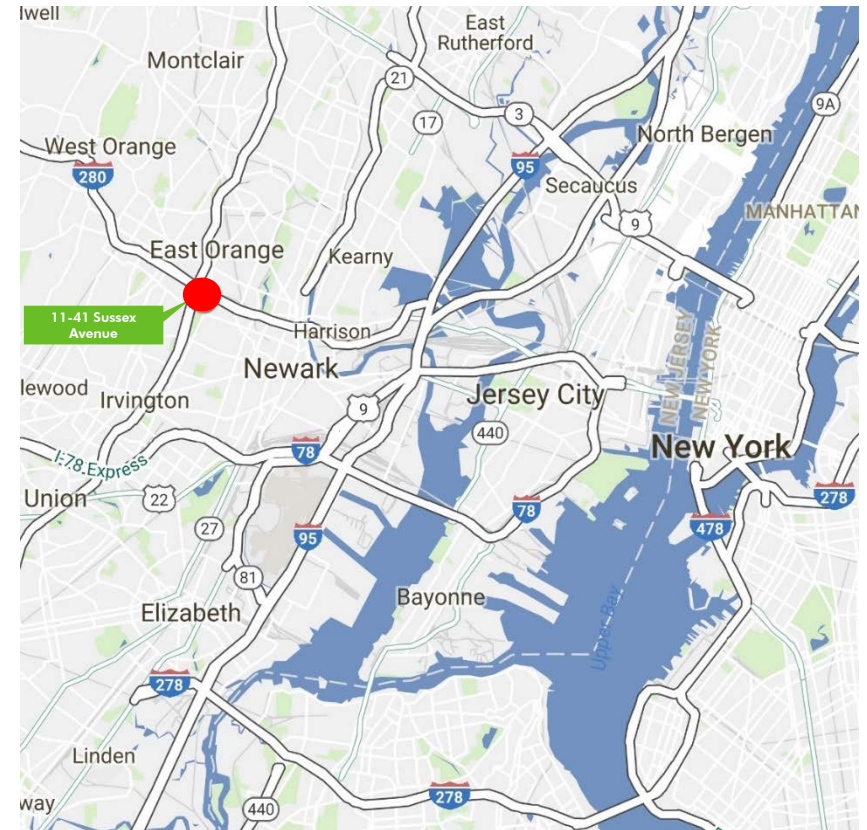 lwell
East
Rutherford
Montclair
21
3
17
9A
West Orange
280
North Bergen
95
Secaucus
MANHATTAN
9
East Orange
Kearny
11-41 Sussex
Avenue
Harrison
NEW JERSEY
NEW YORK
Newark
lewood
Irvington
9
Jersey City
440
New York
I-78 Express
78
Union
22
78
478
278
27
95
81
Bayonne
Elizabeth
Upper Bay
278
Linden
way
440
278